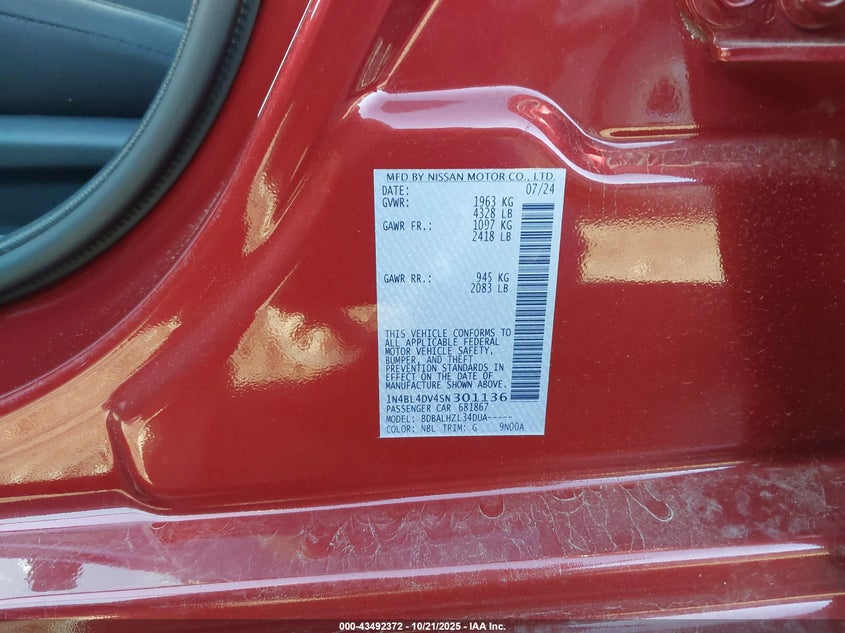 MFD BY NISSAN MOTOR CO., LTD.
DATE: 07/24
GVWR: 1963 KG
4328 LB
GAWR FR.: 1097 KG
2418 LB
GAWR RR.: 945 KG
2083 LB
THIS VEHICLE CONFORMS TO
ALL APPLICABLE FEDERAL
MOTOR VEHICLE SAFETY,
BUMPER, AND THEFT
PREVENTION STANDARDS
IN EFFECT ON THE DATE OF
MANUFACTURE SHOWN ABOVE.
1N4BL4DV4SN301136
PASSENGER CAR 681867
MODEL: BDBALHZL34DUA-----
COLOR: NBL TRIM: G 9N00A
000-43492372 - 10/21/2025 - IAA Inc.